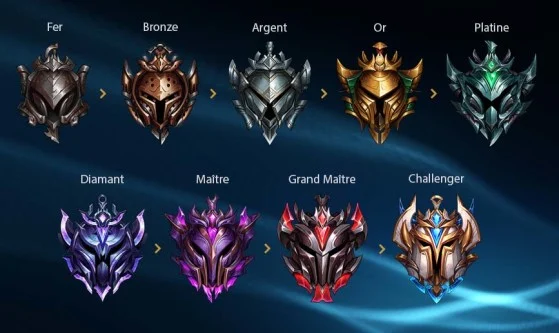 Fer
Bronze
Argent
Or
Platine
Diamant
Maître
Grand Maître
Challenger